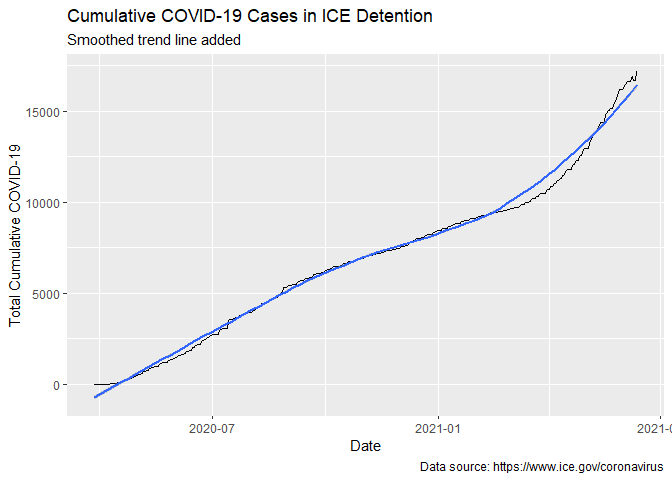 Cumulative COVID-19 Cases in ICE Detention
Smoothed trend line added
Total Cumulative COVID-19
15000
10000
5000
0
2020-07
2021-01
2021-0
Date
Data source: https://www.ice.gov/coronavirus